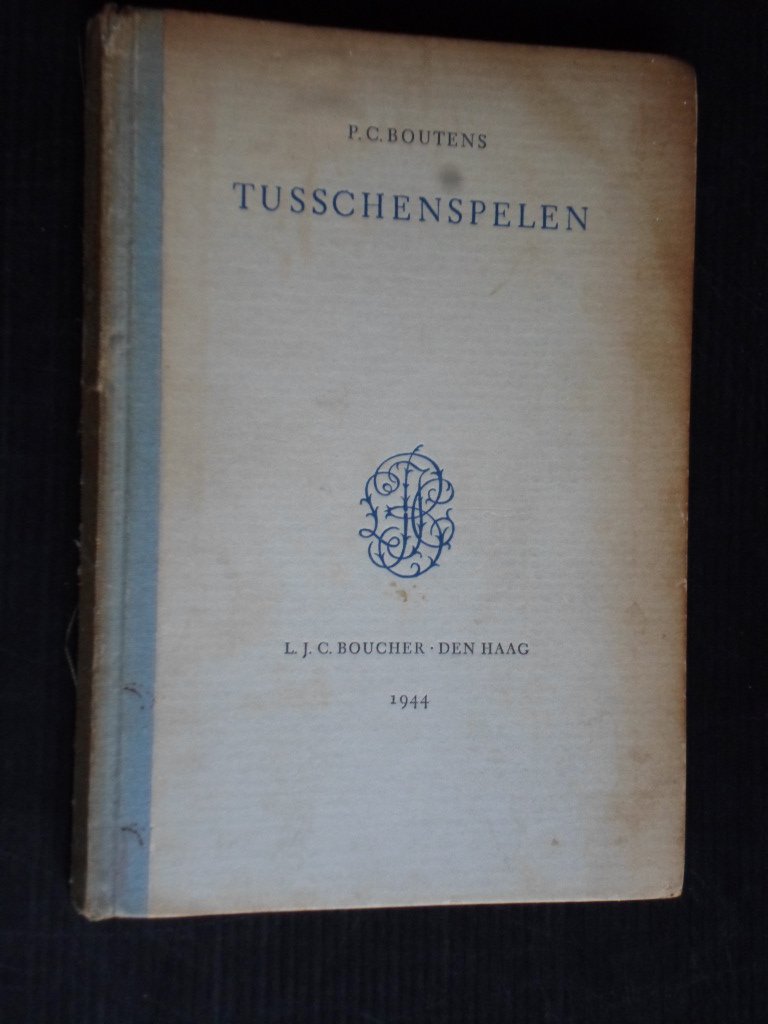 P. C. BOUTENS
TUSSCHENSPELEN
L. J. C. BOUCHER · DEN HAAG
1944